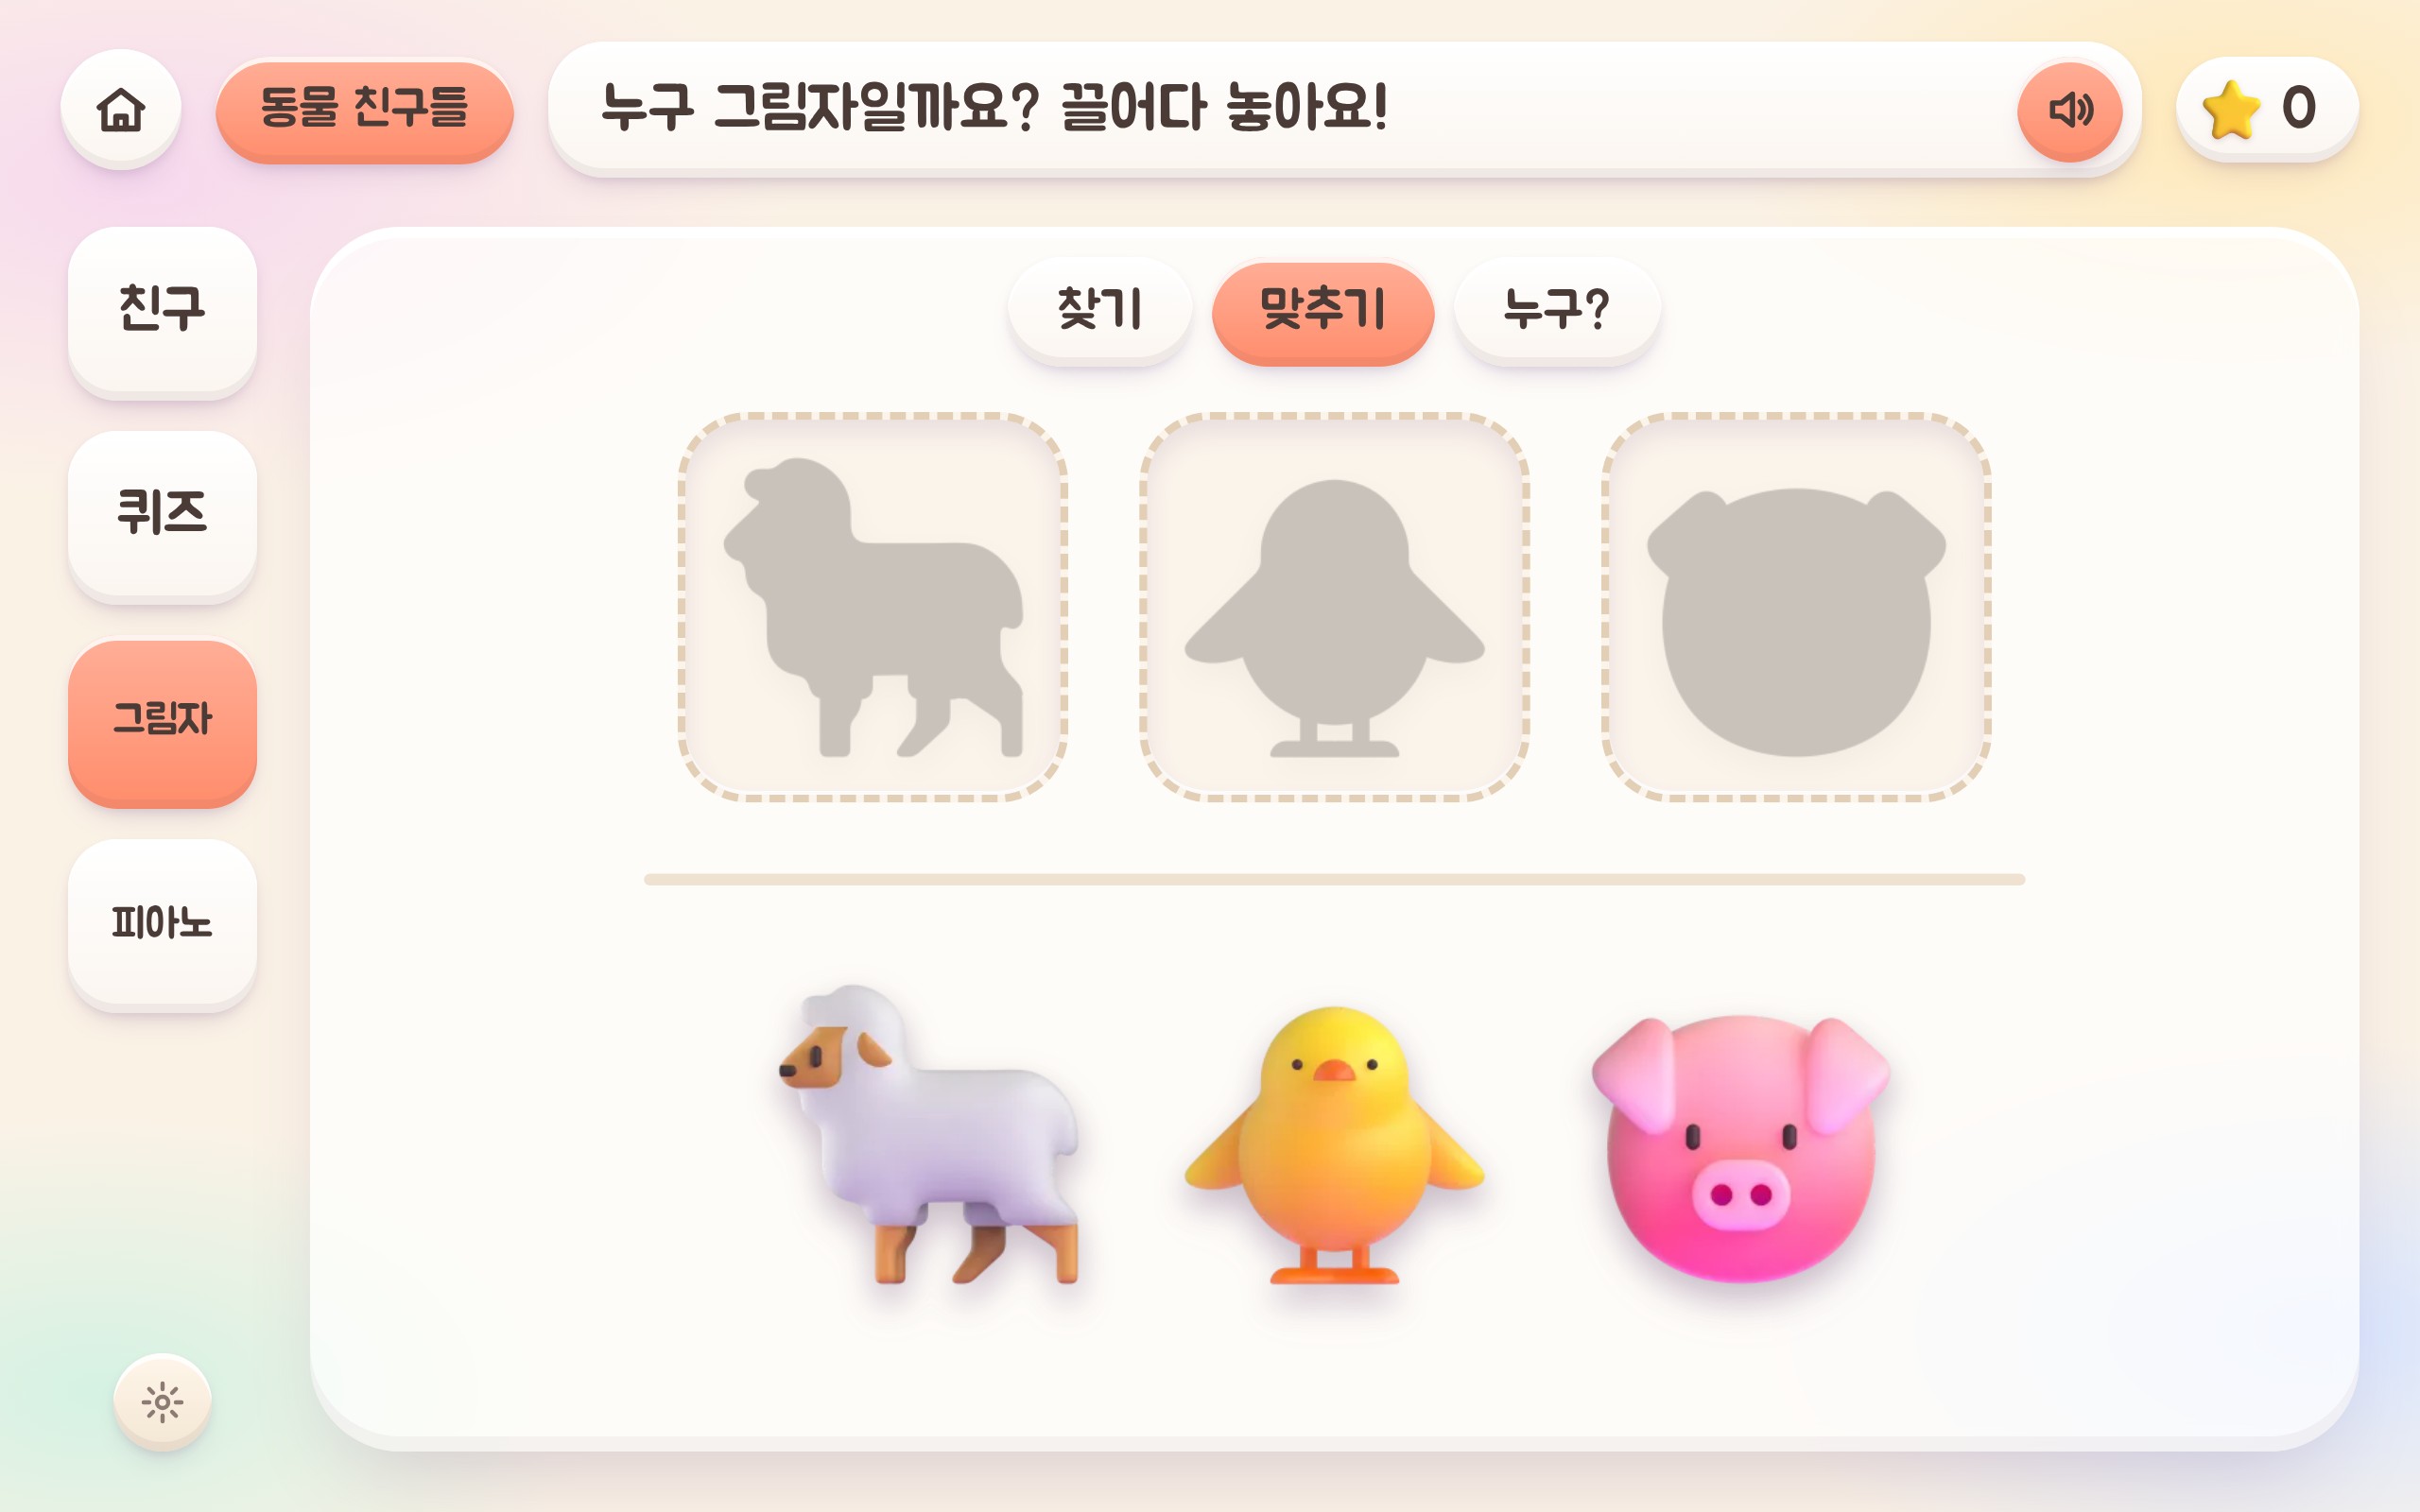 동물 친구들
누구 그림자일까요? 끌어다 놓아요!
0
친구
퀴즈
그림자
피아노
찾기
맞추기
누구?